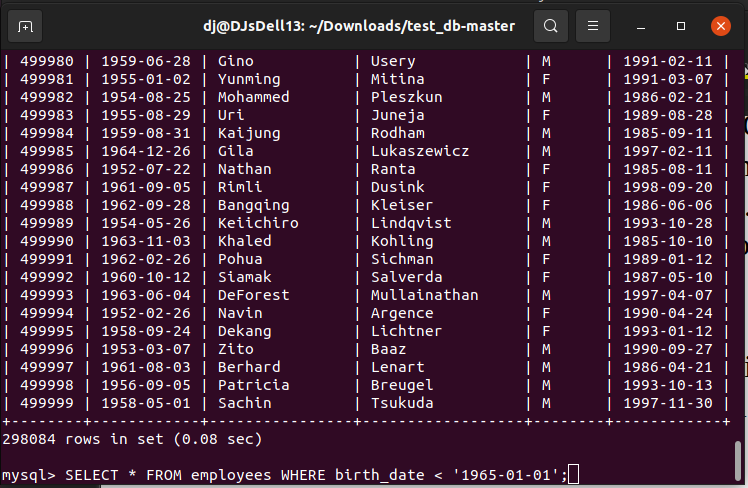 dj@DJsDell13: ~/Downloads/test_db-master
| 499980 | 1959-06-28 | Gino           | Usery           | M      | 1991-02-11 |
| 499981 | 1955-01-02 | Yunming        | Mitina          | F      | 1991-03-07 |
| 499982 | 1954-08-25 | Mohammed       | Pleszkun        | M      | 1986-02-21 |
| 499983 | 1955-08-29 | Uri            | Juneja          | F      | 1989-08-28 |
| 499984 | 1959-08-31 | Kaijung        | Rodham          | M      | 1985-09-11 |
| 499985 | 1964-12-26 | Gila           | Lukaszewicz     | M      | 1997-02-11 |
| 499986 | 1952-07-22 | Nathan         | Ranta           | F      | 1985-08-11 |
| 499987 | 1961-09-05 | Rimli          | Dusink          | F      | 1998-09-20 |
| 499988 | 1962-09-28 | Bangqing       | Kleiser         | F      | 1986-06-06 |
| 499989 | 1954-05-26 | Keiichiro      | Lindqvist       | M      | 1993-10-28 |
| 499990 | 1963-11-03 | Khaled         | Kohling         | M      | 1985-10-10 |
| 499991 | 1962-02-26 | Pohua          | Sichman         | F      | 1989-01-12 |
| 499992 | 1960-10-12 | Siamak         | Salverda        | F      | 1987-05-10 |
| 499993 | 1963-06-04 | DeForest       | Mullainathan    | M      | 1997-04-07 |
| 499994 | 1952-02-26 | Navin          | Argence         | F      | 1990-04-24 |
| 499995 | 1958-09-24 | Dekang         | Lichtner        | F      | 1993-01-12 |
| 499996 | 1953-03-07 | Zito           | Baaz            | M      | 1990-09-27 |
| 499997 | 1961-08-03 | Berhard        | Lenart          | M      | 1986-04-21 |
| 499998 | 1956-09-05 | Patricia       | Breugel         | M      | 1993-10-13 |
| 499999 | 1958-05-01 | Sachin         | Tsukuda         | M      | 1997-11-30 |
+--------+------------+----------------+-----------------+--------+------------+
298084 rows in set (0.08 sec)
mysql> SELECT * FROM employees WHERE birth_date < '1965-01-01';